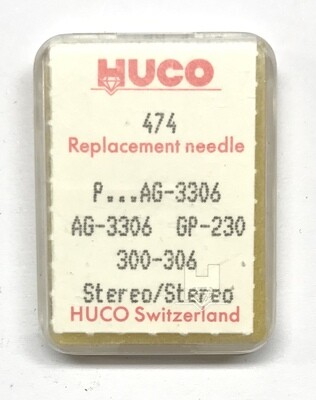 HUCO
474
Replacement needle
P...AG-3306
AG-3306 GP-230
300-306
Stereo/Stereo
HUCO Switzerland